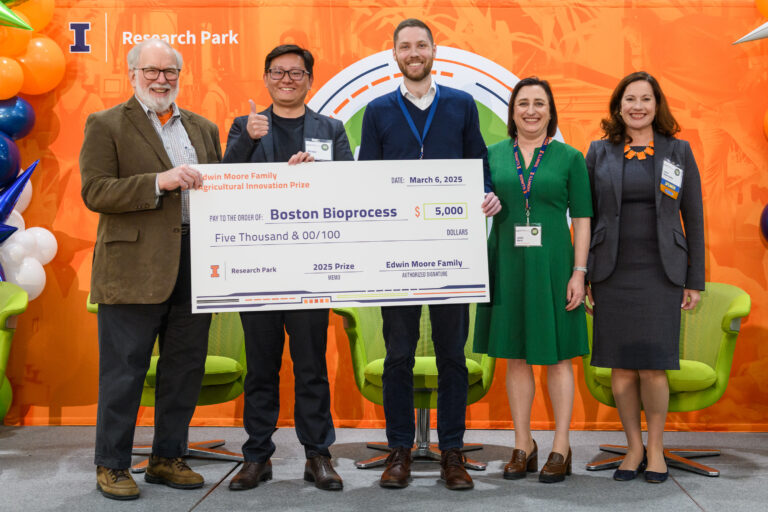 I Research Park
Edwin Moore Family
Agricultural Innovation Prize
DATE: March 6, 2025
PAY TO THE ORDER OF: Boston Bioprocess $ 5,000
Five Thousand & 00/100 DOLLARS
I Research Park
2025 Prize
MEMO
Edwin Moore Family
AUTHORIZED SIGNATURE